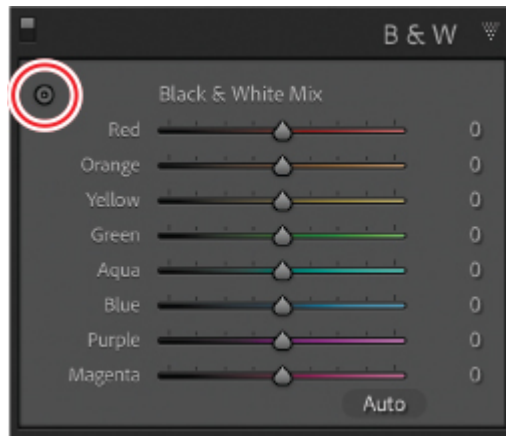 B & W
Black & White Mix
Red 0
Orange 0
Yellow 0
Green 0
Aqua 0
Blue 0
Purple 0
Magenta 0
Auto